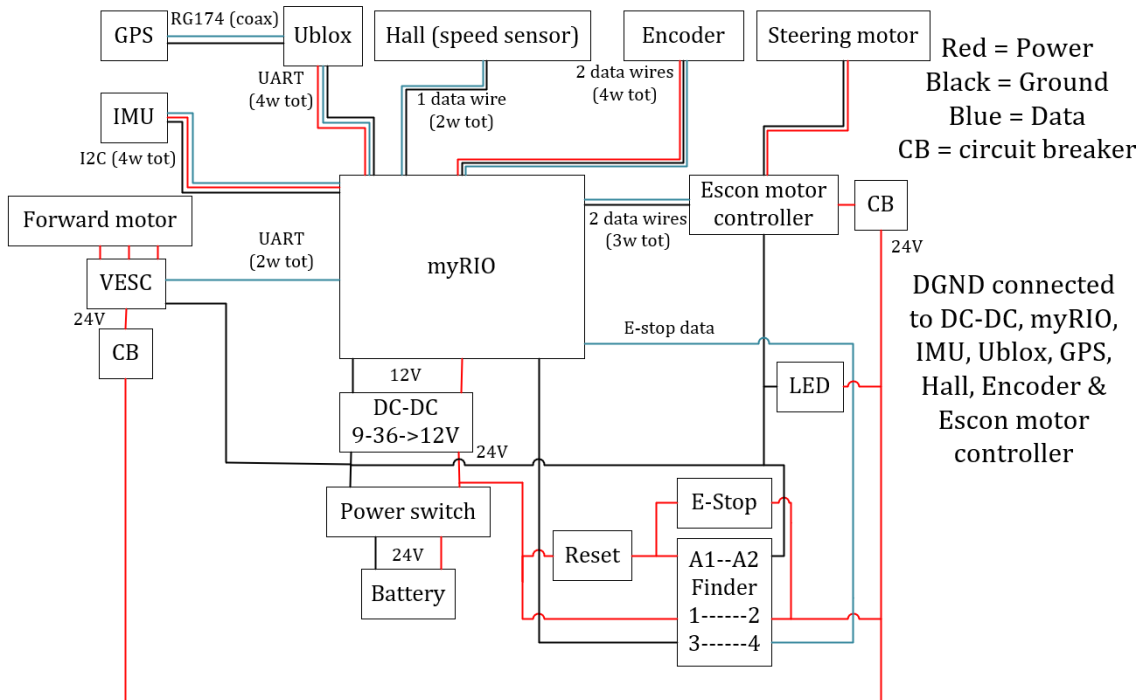 RG174 (coax)
GPS
Ublox
Hall (speed sensor)
Encoder
Steering motor
Red = Power
Black = Ground
Blue = Data
CB = circuit breaker
UART
(4w tot)
1 data wire
(2w tot)
2 data wires
(4w tot)
IMU
I2C (4w tot)
Forward motor
UART
(2w tot)
VESC
24V
CB
myRIO
2 data wires
(3w tot)
Escon motor
controller
CB
24V
E-stop data
DGND connected
to DC-DC, myRIO,
IMU, Ublox, GPS,
Hall, Encoder &
Escon motor
controller
LED
12V
DC-DC
9-36->12V
24V
Power switch
24V
Battery
E-Stop
Reset
A1--A2
Finder
1------2
3------4